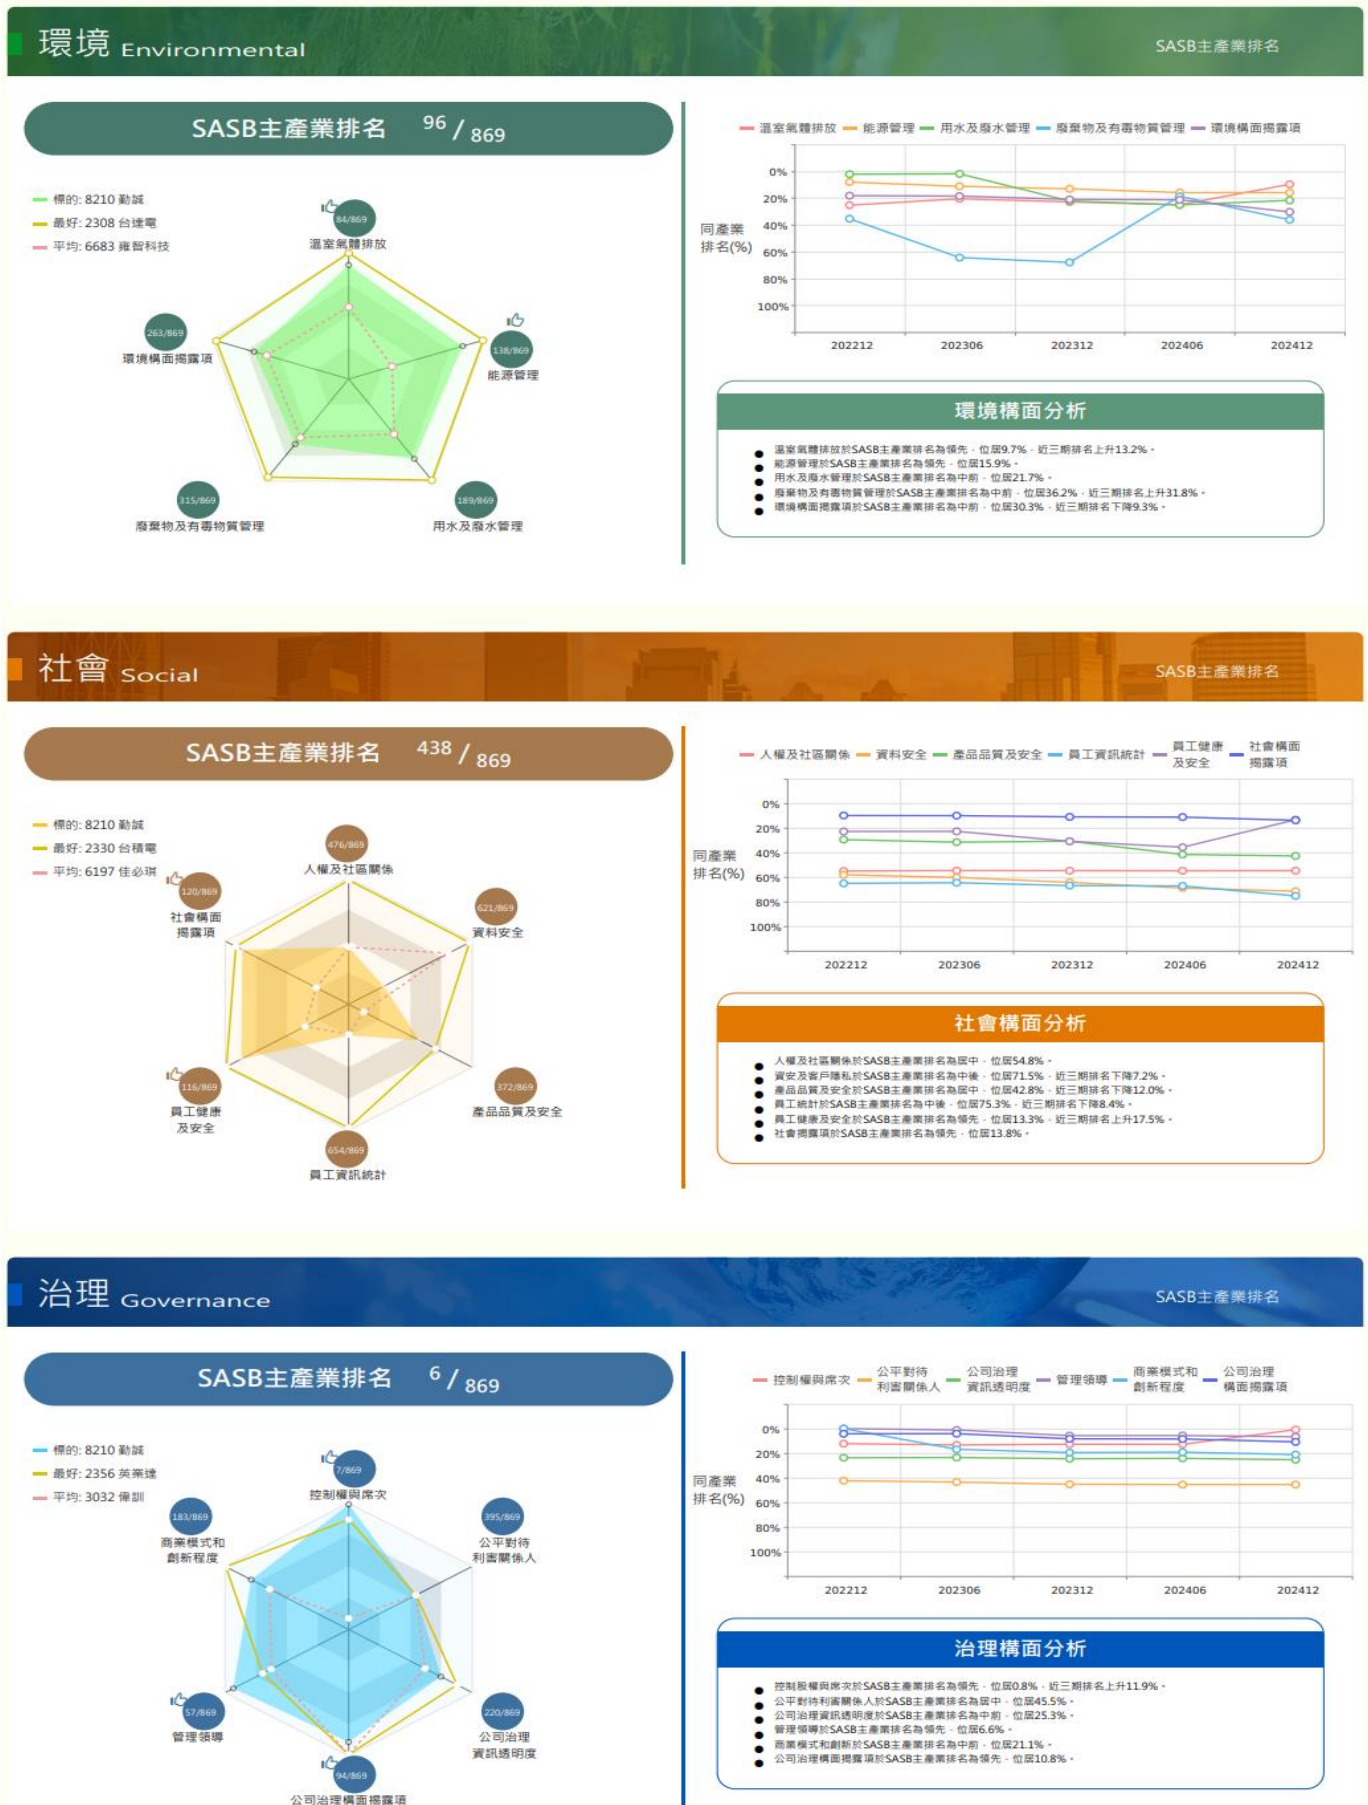 環境 Environmental
SASB主產業排名
SASB主產業排名 96 / 869
標的: 8210 勤誠
最好: 2308 台達電
平均: 6683 雍智科技
84/869
溫室氣體排放
138/869
能源管理
189/869
用水及廢水管理
315/869
廢棄物及有毒物質管理
263/869
環境構面揭露項
溫室氣體排放 能源管理 用水及廢水管理 廢棄物及有毒物質管理 環境構面揭露項
同產業
排名(%)
0%
20%
40%
60%
80%
100%
202212 202306 202312 202406 202412
環境構面分析
溫室氣體排放於SASB主產業排名為領先，位居9.7%，近三期排名上升13.2%。
能源管理於SASB主產業排名為領先，位居15.9%。
用水及廢水管理於SASB主產業排名為中前，位居21.7%。
廢棄物及有毒物質管理於SASB主產業排名為中前，位居36.2%，近三期排名上升31.8%。
環境構面揭露項於SASB主產業排名為中前，位居30.3%，近三期排名下降9.3%。
社會 Social
SASB主產業排名
SASB主產業排名 438 / 869
標的: 8210 勤誠
最好: 2330 台積電
平均: 6197 佳必琪
476/869
人權及社區關係
621/869
資料安全
372/869
產品品質及安全
654/869
員工資訊統計
116/869
員工健康
及安全
120/869
社會構面
揭露項
人權及社區關係 資料安全 產品品質及安全 員工資訊統計 員工健康及安全 社會構面揭露項
同產業
排名(%)
0%
20%
40%
60%
80%
100%
202212 202306 202312 202406 202412
社會構面分析
人權及社區關係於SASB主產業排名為居中，位居54.8%。
資安及客戶隱私於SASB主產業排名為中後，位居71.5%，近三期排名下降7.2%。
產品品質及安全於SASB主產業排名為居中，位居42.8%，近三期排名下降12.0%。
員工統計於SASB主產業排名為中後，位居75.3%，近三期排名下降8.4%。
員工健康及安全於SASB主產業排名為領先，位居13.3%，近三期排名上升17.5%。
社會揭露項於SASB主產業排名為領先，位居13.8%。
治理 Governance
SASB主產業排名
SASB主產業排名 6 / 869
標的: 8210 勤誠
最好: 2356 英業達
平均: 3032 偉訓
7/869
控制權與席次
395/869
公平對待
利害關係人
220/869
公司治理
資訊透明度
94/869
公司治理構面揭露項
57/869
管理領導
183/869
商業模式和
創新程度
控制權與席次 公平對待利害關係人 公司治理資訊透明度 管理領導 商業模式和創新程度 公司治理構面揭露項
同產業
排名(%)
0%
20%
40%
60%
80%
100%
202212 202306 202312 202406 202412
治理構面分析
控制股權與席次於SASB主產業排名為領先，位居0.8%，近三期排名上升11.9%。
公平對待利害關係人於SASB主產業排名為居中，位居45.5%。
公司治理資訊透明度於SASB主產業排名為中前，位居25.3%。
管理領導於SASB主產業排名為領先，位居6.6%。
商業模式和創新於SASB主產業排名為中前，位居21.1%。
公司治理構面揭露項於SASB主產業排名為領先，位居10.8%。